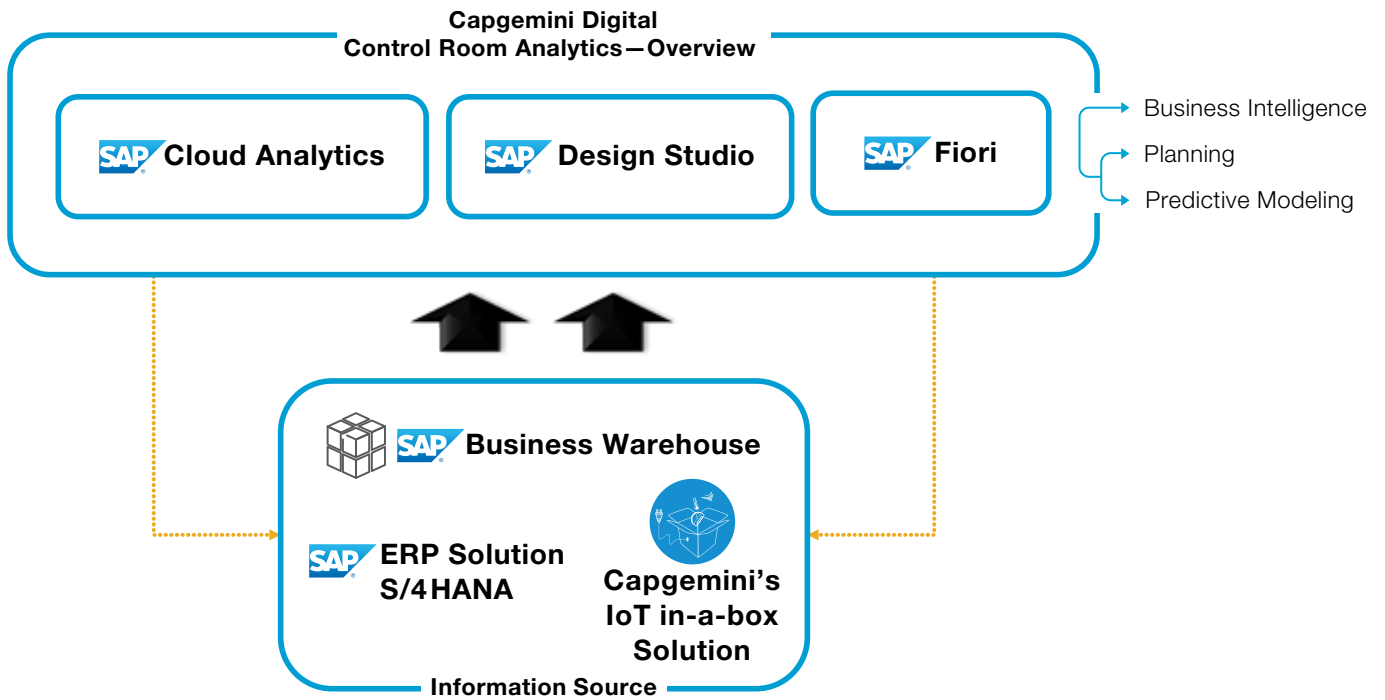 Capgemini Digital
Control Room Analytics—Overview
SAP® Cloud Analytics
SAP® Design Studio
SAP® Fiori
Business Intelligence
Planning
Predictive Modeling
SAP® Business Warehouse
SAP® ERP Solution
S/4HANA
Capgemini’s
IoT in-a-box
Solution
Information Source